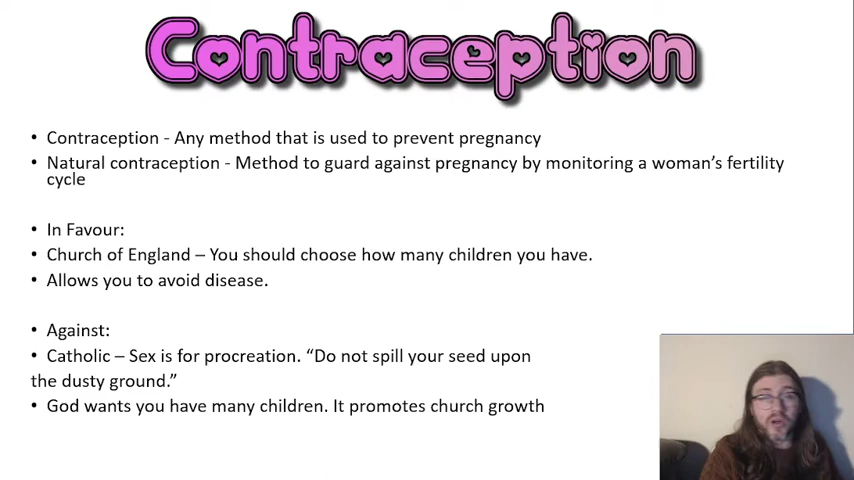 Contraception
• Contraception - Any method that is used to prevent pregnancy
• Natural contraception - Method to guard against pregnancy by monitoring a woman's fertility
cycle
• In Favour:
• Church of England – You should choose how many children you have.
• Allows you to avoid disease.
• Against:
• Catholic – Sex is for procreation. “Do not spill your seed upon
the dusty ground.”
• God wants you have many children. It promotes church growth